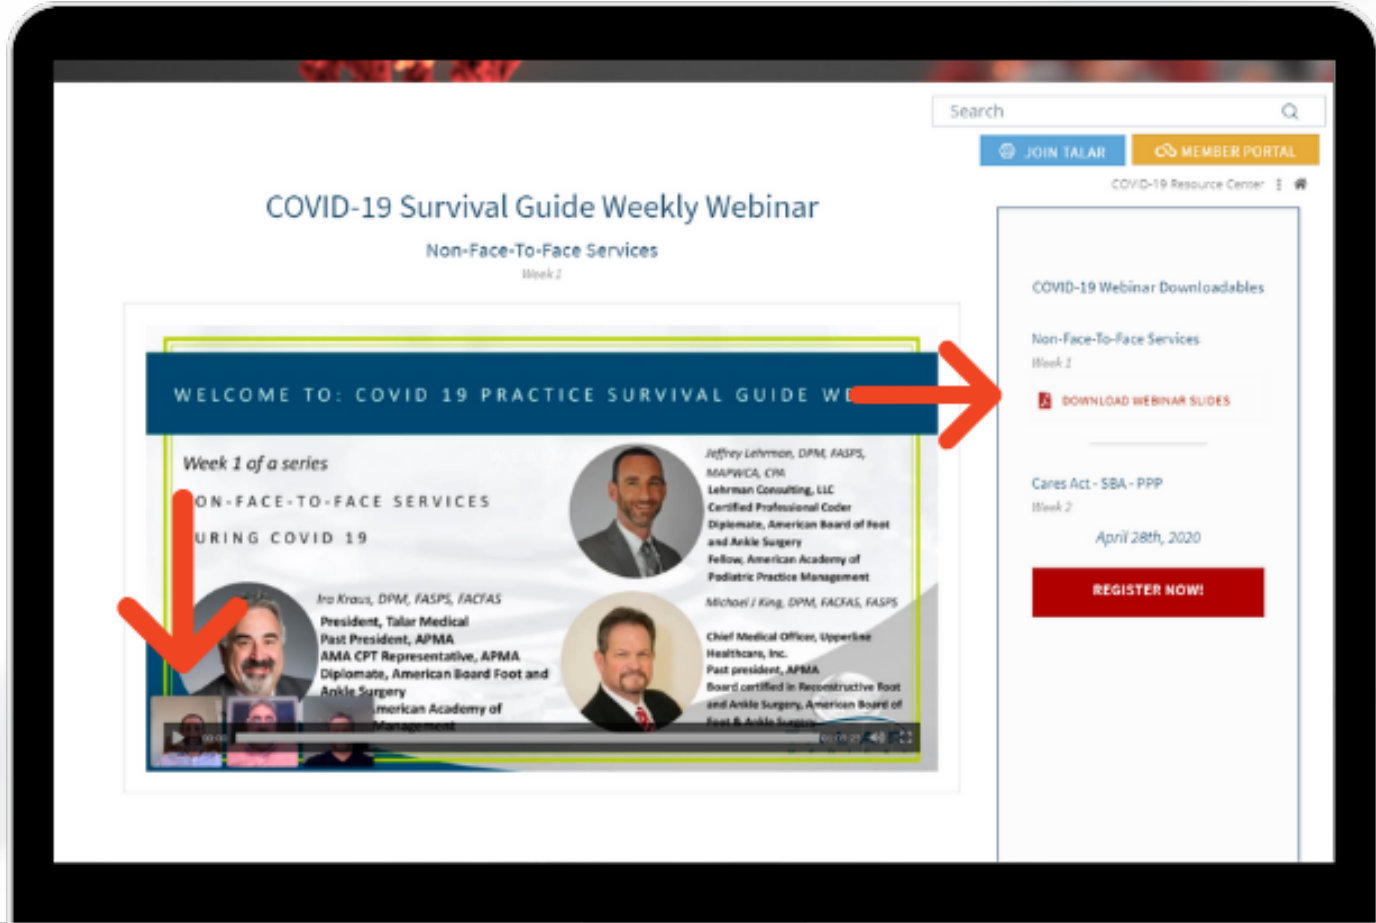 Search
JOIN TALAR
MEMBER PORTAL
COVID-19 Resource Center
COVID-19 Survival Guide Weekly Webinar
Non-Face-To-Face Services
Week 1
WELCOME TO: COVID 19 PRACTICE SURVIVAL GUIDE WE
Week 1 of a series
ON-FACE-TO-FACE SERVICES
URING COVID 19
Jeffrey Lehrman, DPM, FASPS,
MAPWCA, CPA
Lehrman Consulting, LLC
Certified Professional Coder
Diplomate, American Board of Foot
and Ankle Surgery
Fellow, American Academy of
Podiatric Practice Management
Ira Kraus, DPM, FASPS, FACFAS
President, Talar Medical
Past President, APMA
AMA CPT Representative, APMA
Diplomate, American Board Foot and
Ankle Surgery
merican Academy of
Management
Michael J King, DPM, FACFAS, FASPS
Chief Medical Officer, Upperline
Healthcare, Inc.
Past president, APMA
Board certified in Reconstructive Foot
and Ankle Surgery, American Board of
Foot & Ankle Surgery
00:00
COVID-19 Webinar Downloadables
Non-Face-To-Face Services
Week 1
DOWNLOAD WEBINAR SLIDES
Cares Act - SBA - PPP
Week 2
April 28th, 2020
REGISTER NOW!